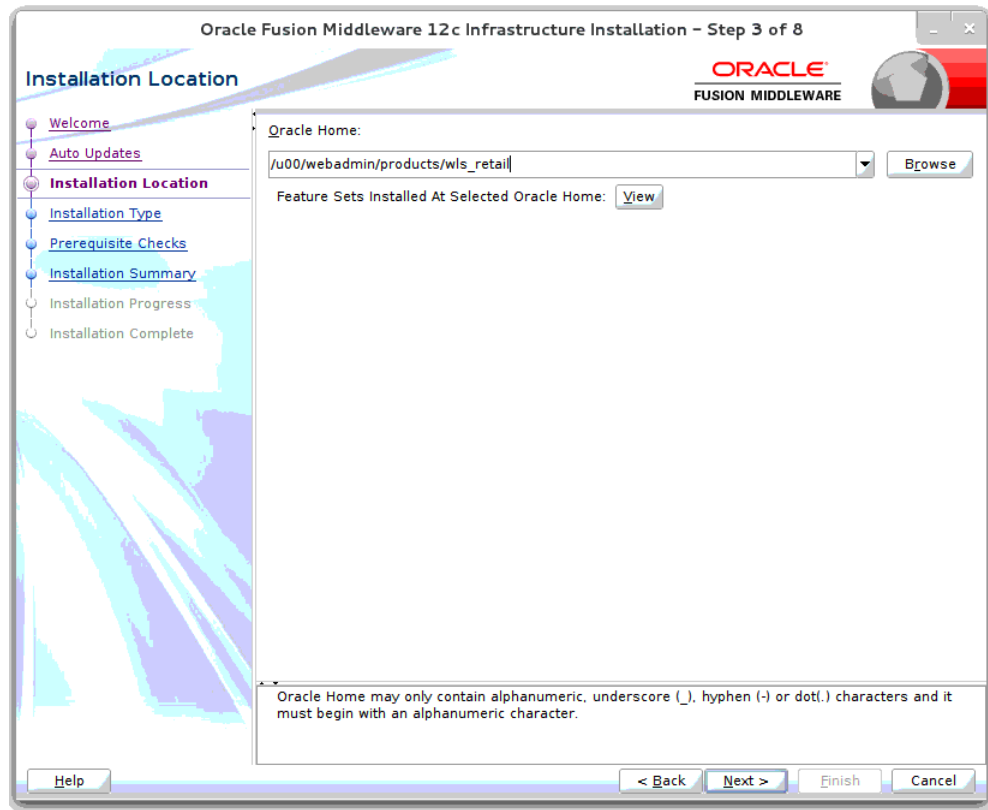 Oracle Fusion Middleware 12c Infrastructure Installation – Step 3 of 8
Installation Location
ORACLE
FUSION MIDDLEWARE
Welcome
Auto Updates
Installation Location
Installation Type
Prerequisite Checks
Installation Summary
Installation Progress
Installation Complete
Oracle Home:
/u00/webadmin/products/wls_retail
Browse
Feature Sets Installed At Selected Oracle Home:
View
Oracle Home may only contain alphanumeric, underscore (_), hyphen (-) or dot(.) characters and it
must begin with an alphanumeric character.
Help
< Back
Next >
Finish
Cancel